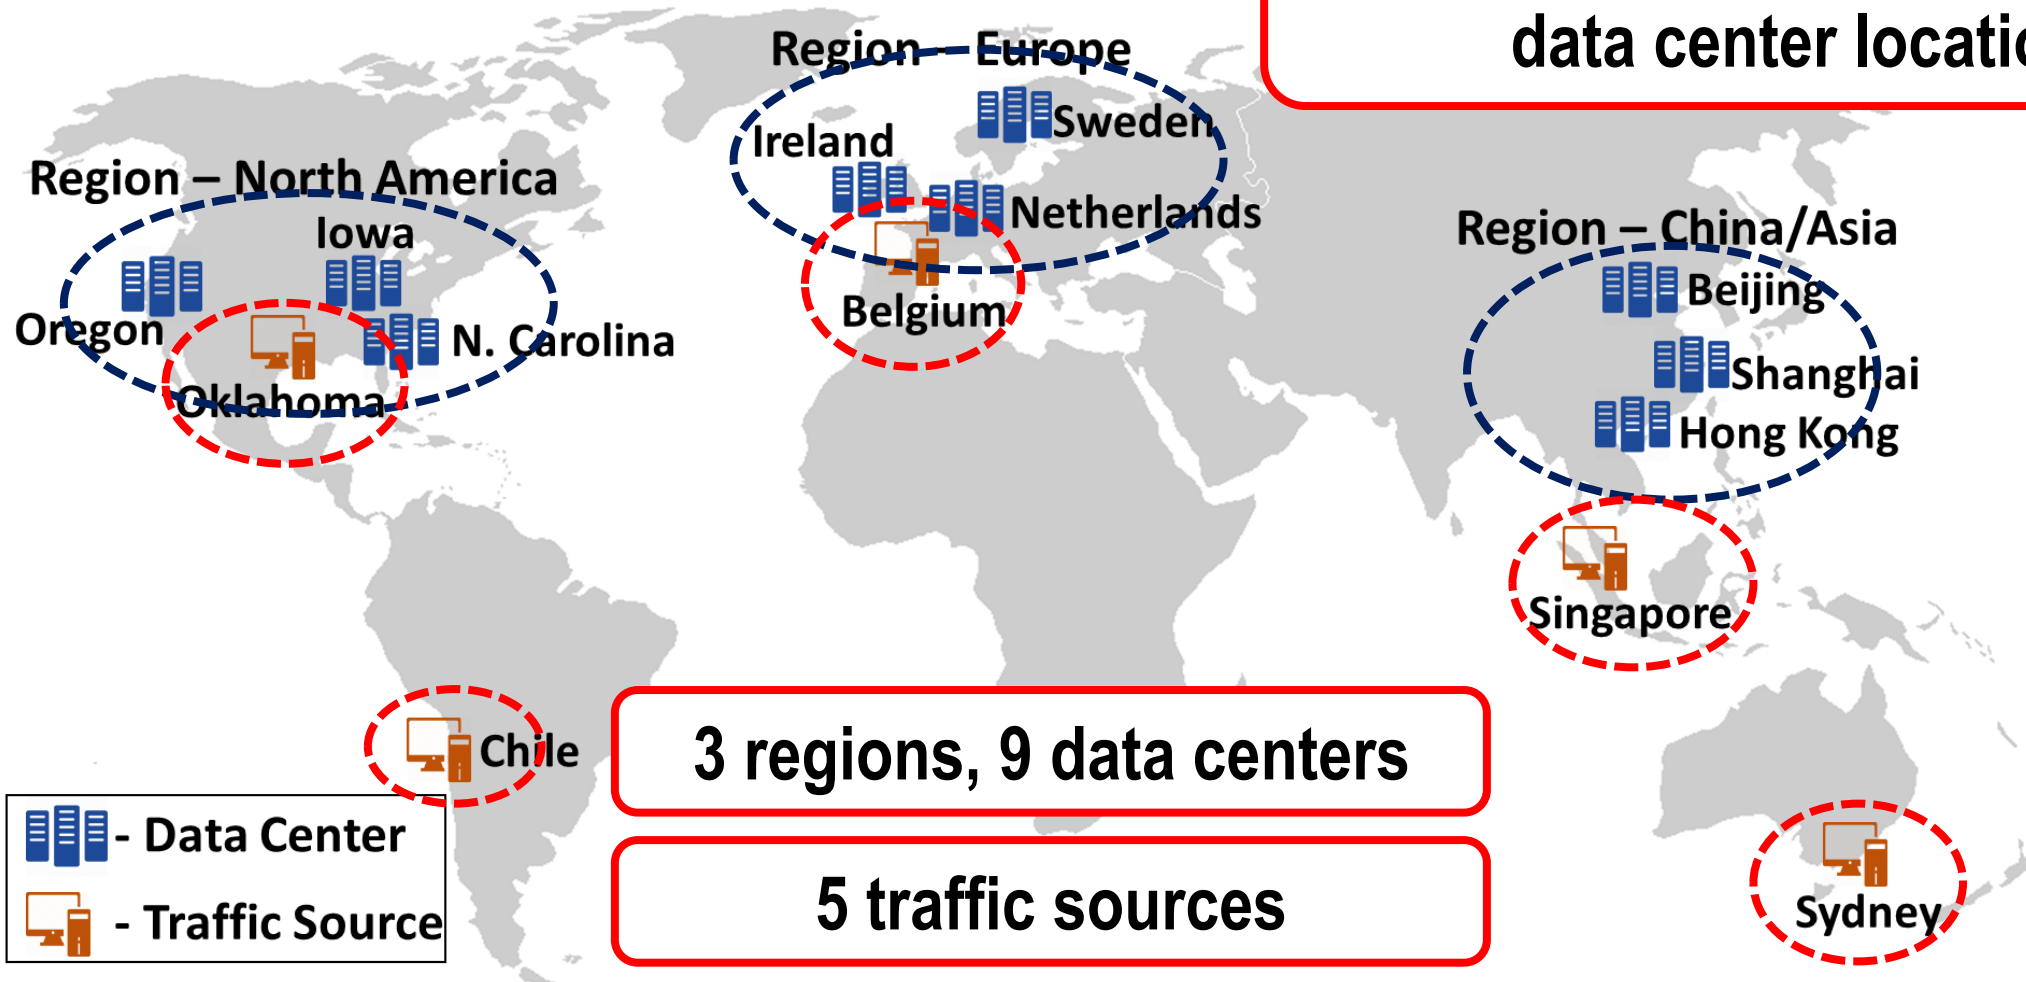 data center locatio
Region – Europe
Sweden
Ireland
Netherlands
Belgium
Region – North America
Iowa
Oregon
N. Carolina
Oklahoma
Region – China/Asia
Beijing
Shanghai
Hong Kong
Singapore
Chile
3 regions, 9 data centers
5 traffic sources
Sydney
- Data Center
- Traffic Source